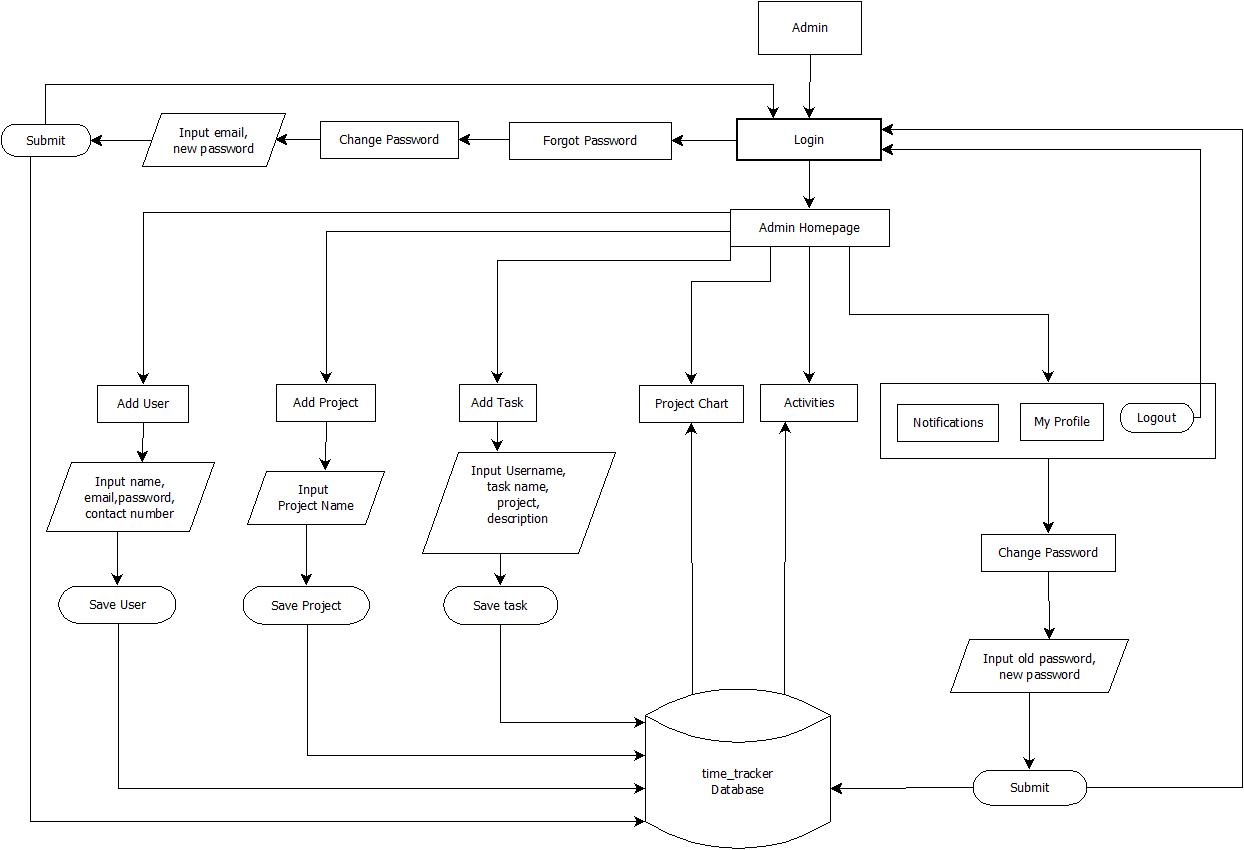 Admin
Submit
Input email,
new password
Change Password
Forgot Password
Login
Admin Homepage
Add User
Add Project
Add Task
Project Chart
Activities
Notifications
My Profile
Logout
Input name,
email,password,
contact number
Input
Project Name
Input Username,
task name,
project,
description
Change Password
Save User
Save Project
Save task
Input old password,
new password
time_tracker
Database
Submit